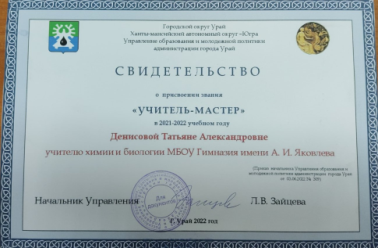 Городской округ Урай
Ханты-мансийский автономный округ -Югра
Управление образования и молодежной политики
администрации города Урай
СВИДЕТЕЛЬСТВО
о присвоении звания
«УЧИТЕЛЬ-МАСТЕР»
в 2021-2022 учебном году
Денисовой Татьяне Александровне
учителю химии и биологии МБОУ Гимназия имени А. И. Яковлева
(Приказ начальника Управления образования и
молодежной политики администрации города Урай
Начальник Управления
Л.В. Зайцева
Для документов
Г. Урай 2022 год